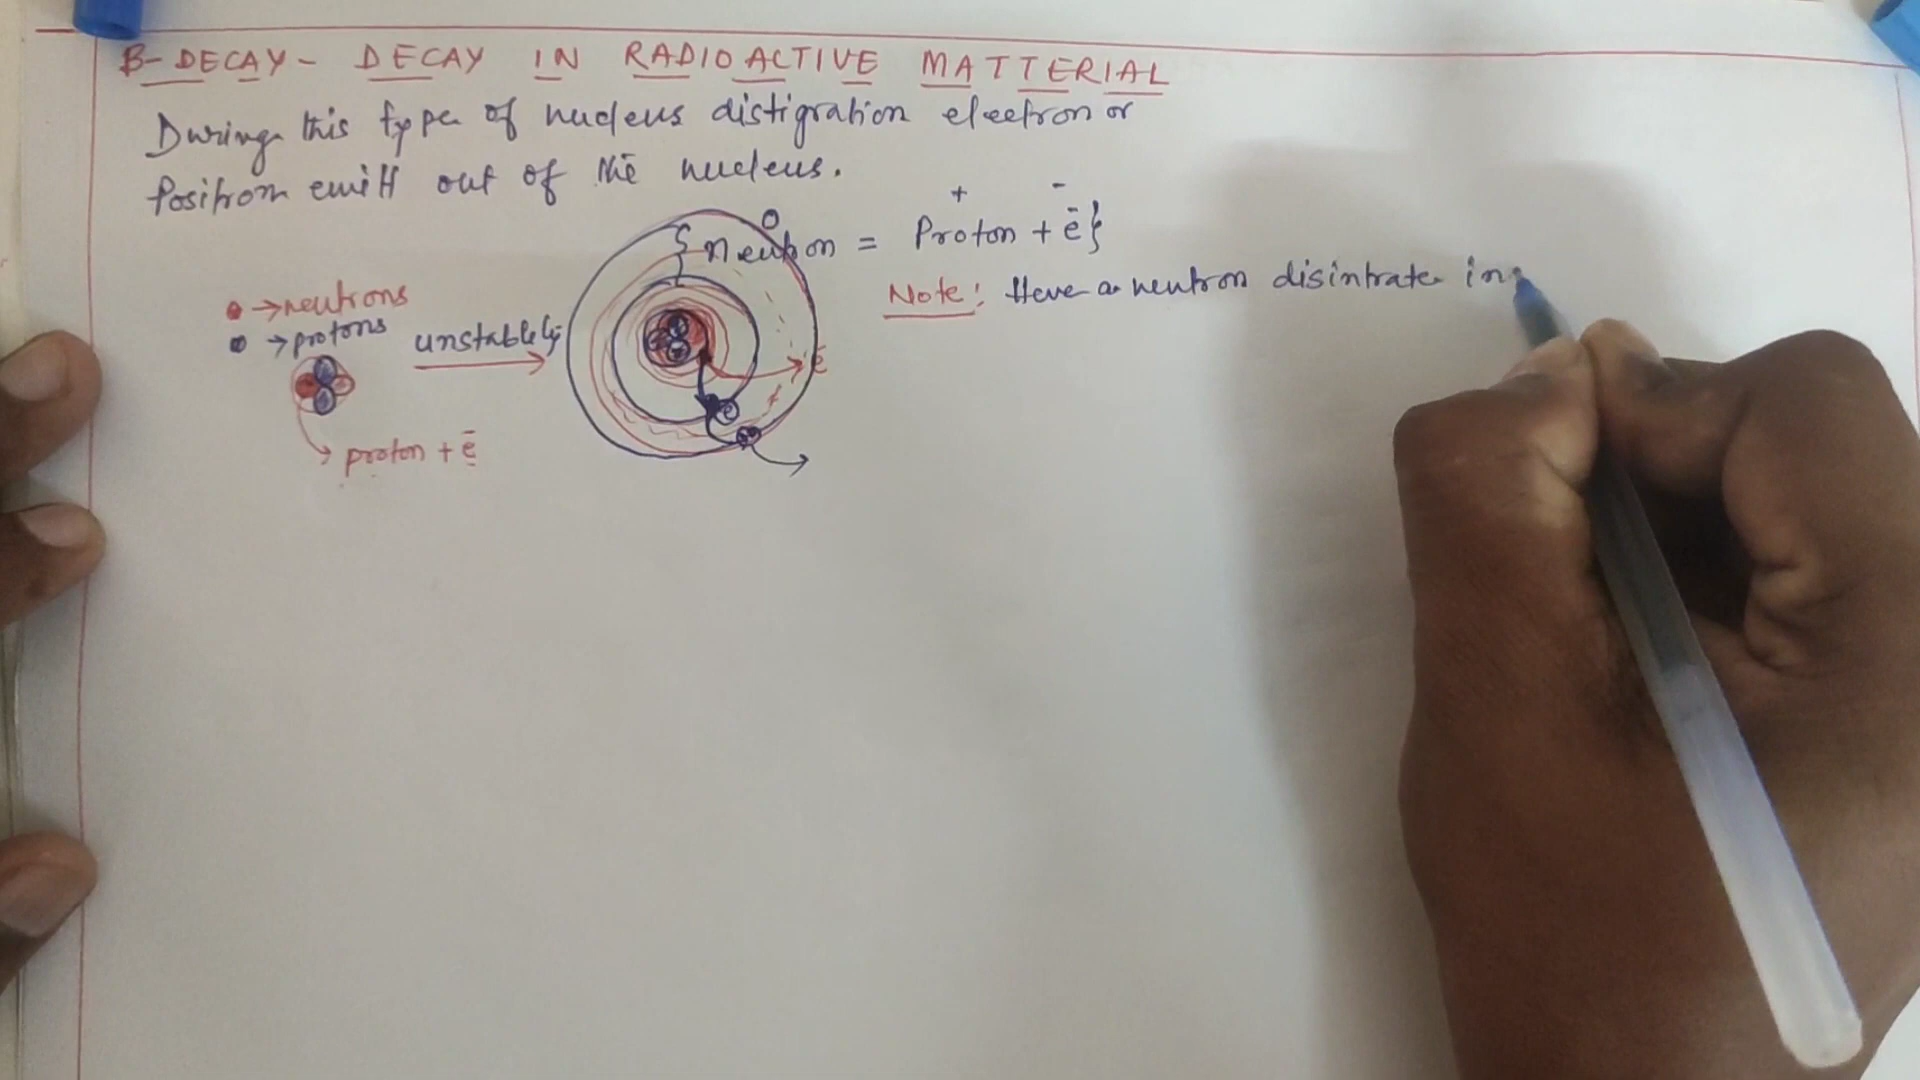 β-DECAY- DECAY IN RADIOACTIVE MATTERIAL
During this type of nucleus distigration electron or
Positron emitt out of the nucleus.
+ -
{neutron = Proton + ē}
Note: Here a neutron disintrate in
→neutrons
→protons
unstablely
ē
e
proton + ē